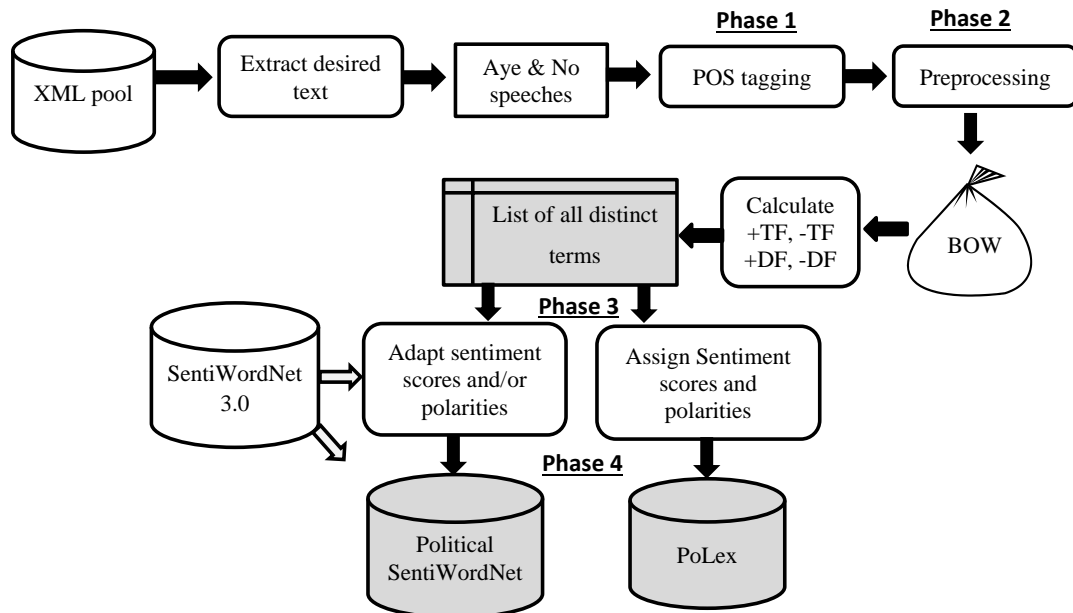 Phase 1
Phase 2
XML pool
Extract desired
text
Aye & No
speeches
POS tagging
Preprocessing
BOW
Calculate
+TF, -TF
+DF, -DF
List of all distinct
terms
Phase 3
SentiWordNet
3.0
Adapt sentiment
scores and/or
polarities
Assign Sentiment
scores and
polarities
Phase 4
Political
SentiWordNet
PoLex